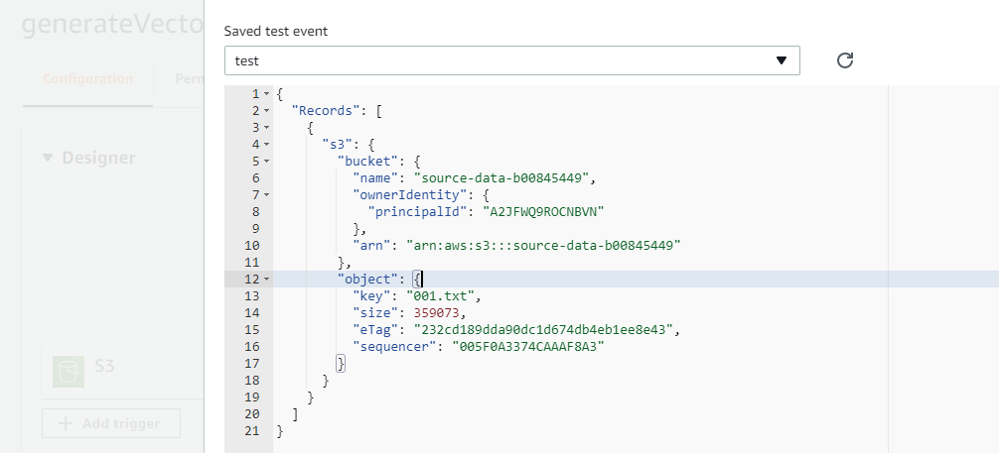 generateVecto
Configuration
Perr
Designer
S3
Add trigger
Saved test event
test
1 {
2 "Records": [
3 {
4 "s3": {
5 "bucket": {
6 "name": "source-data-b00845449",
7 "ownerIdentity": {
8 "principalId": "A2JFWQ9ROCNBVN"
9 },
10 "arn": "arn:aws:s3:::source-data-b00845449"
11 },
12 "object": {
13 "key": "001.txt",
14 "size": 359073,
15 "eTag": "232cd189dda90dc1d674db4eb1ee8e43",
16 "sequencer": "005F0A3374CAAAF8A3"
17 }
18 }
19 }
20 ]
21 }